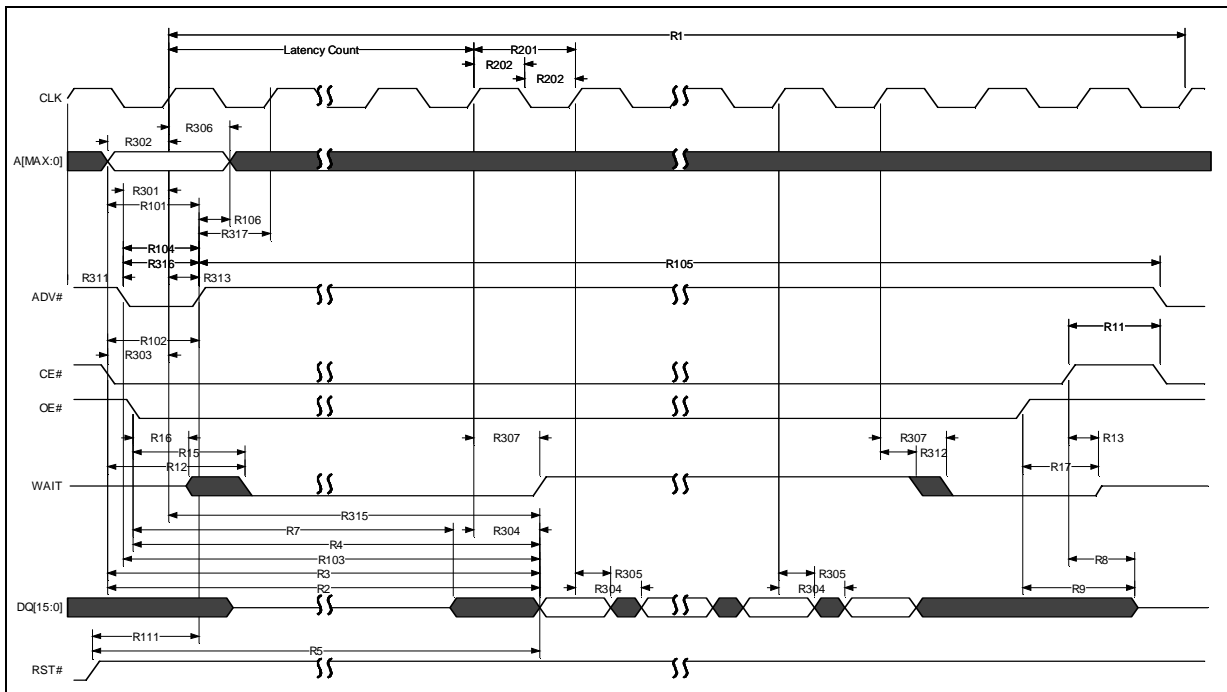 R1
Latency Count
R201
R202
R202
CLK
R302
R306
A[MAX:0]
R301
R101
R106
R317
R104
R316
R105
R311
R313
ADV#
R102
R11
R303
CE#
OE#
R16
R307
R307
R13
R15
R312
R12
R17
WAIT
R315
R7
R304
R4
R103
R8
R3
R305
R305
R2
R304
R304
R9
DQ[15:0]
R111
R5
RST#